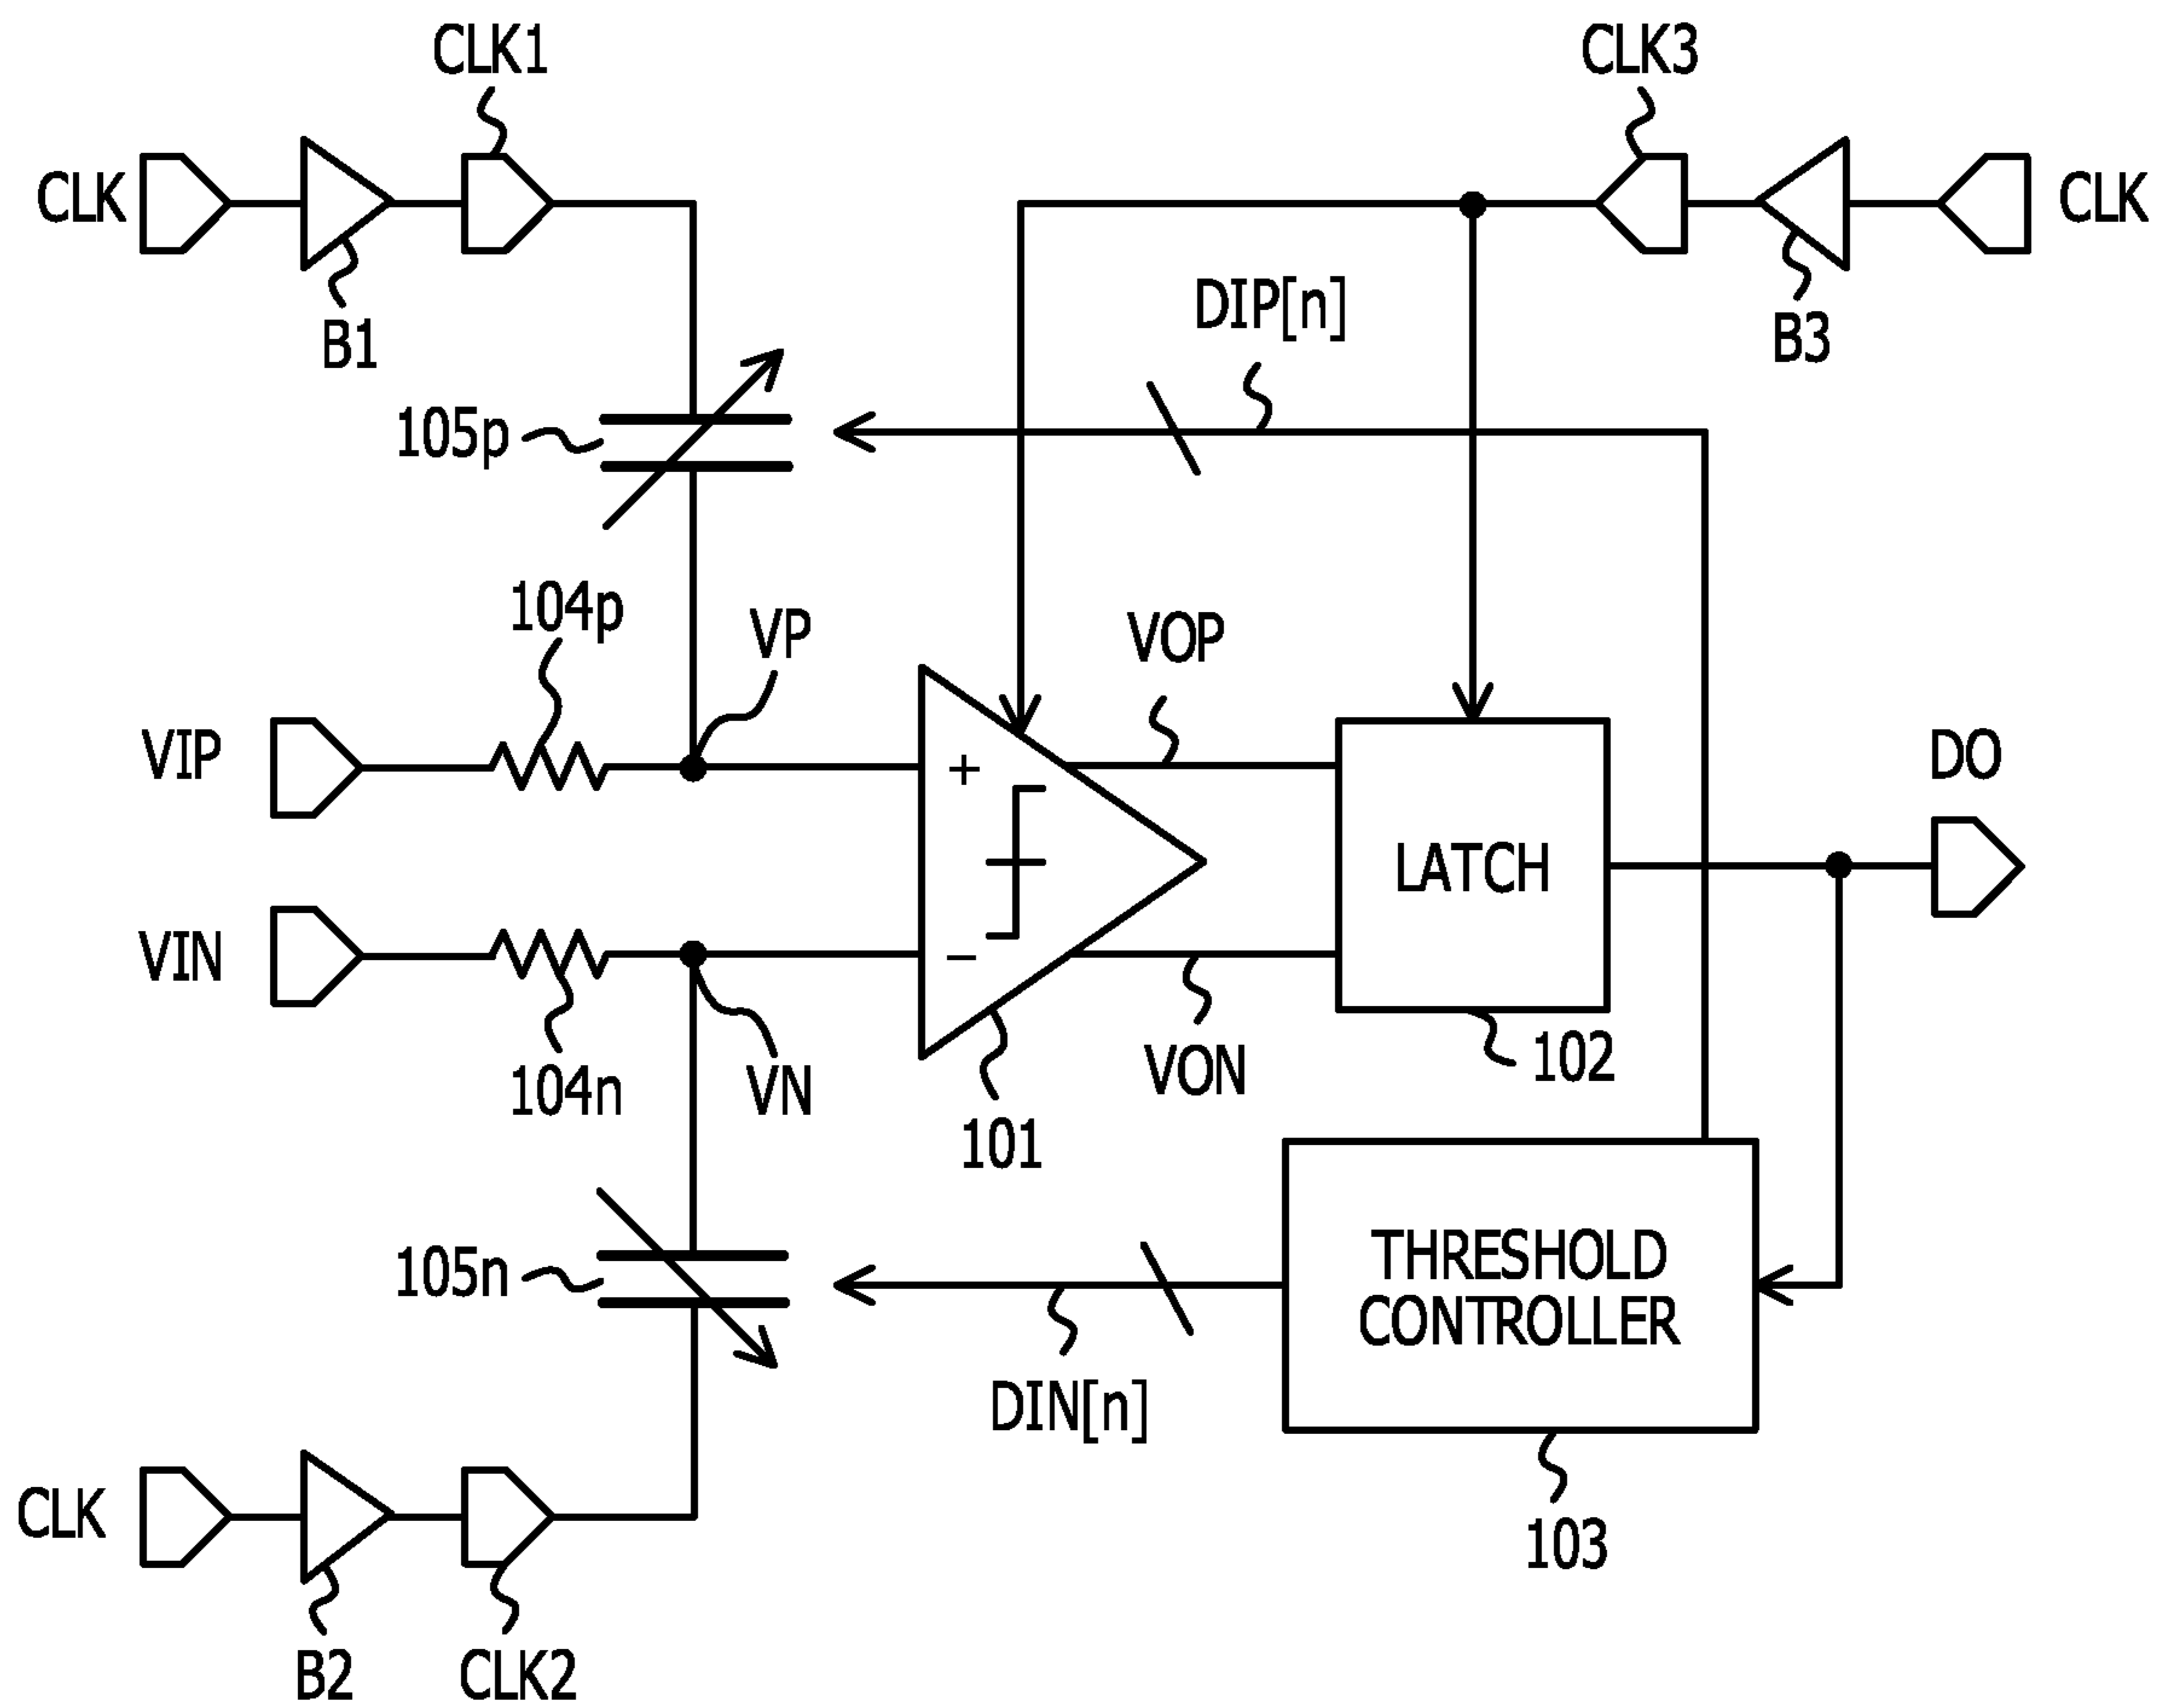 CLK1
CLK3
CLK
CLK
B1
DIP[n]
B3
105p
104p
VP
VOP
VIP
+
DO
LATCH
VIN
−
104n
VN
101
VON
102
105n
THRESHOLD
CONTROLLER
DIN[n]
CLK
103
B2
CLK2